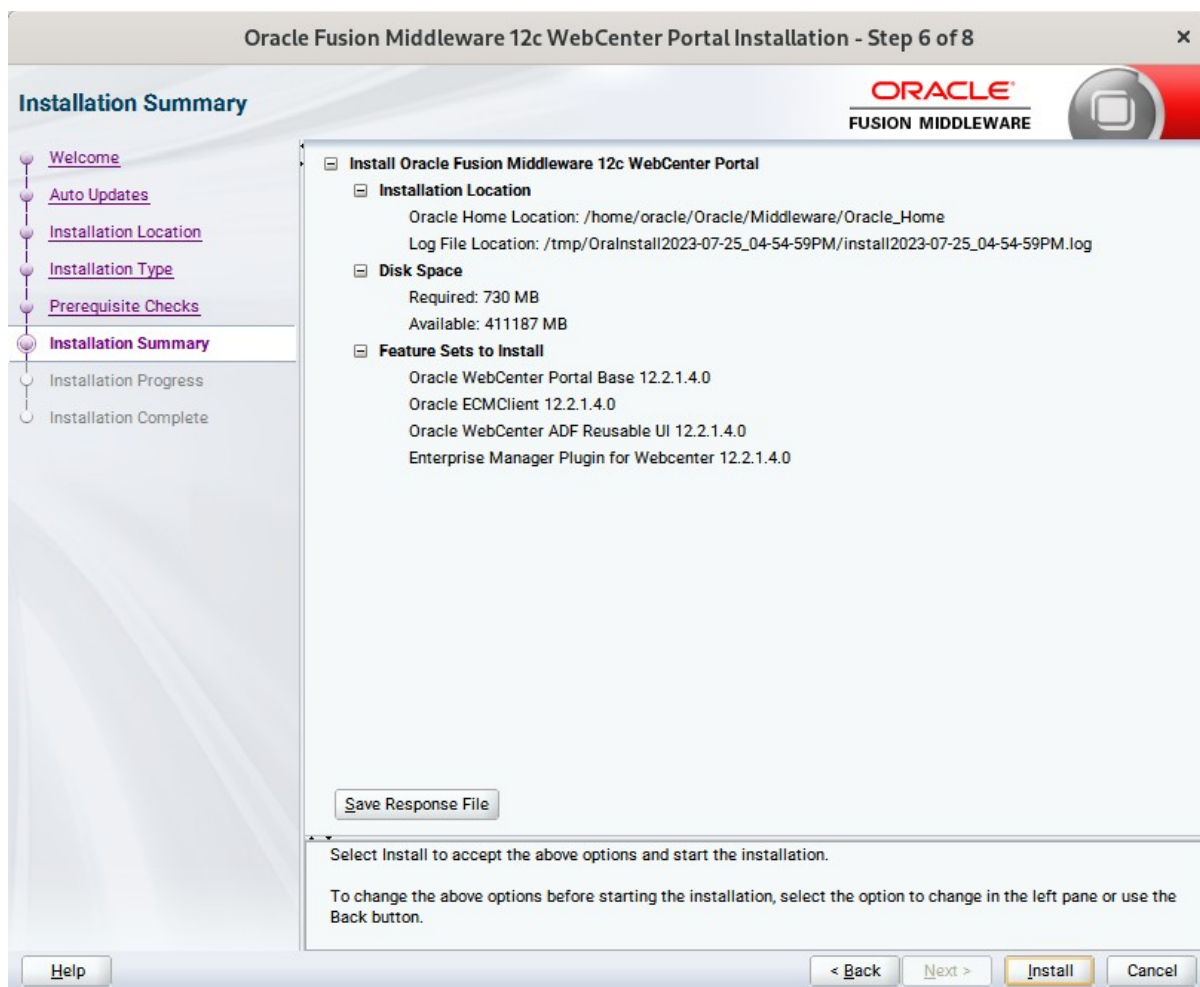 Oracle Fusion Middleware 12c WebCenter Portal Installation - Step 6 of 8
Installation Summary
ORACLE
FUSION MIDDLEWARE
Welcome
Auto Updates
Installation Location
Installation Type
Prerequisite Checks
Installation Summary
Installation Progress
Installation Complete
Install Oracle Fusion Middleware 12c WebCenter Portal
Installation Location
Oracle Home Location: /home/oracle/Oracle/Middleware/Oracle_Home
Log File Location: /tmp/OraInstall2023-07-25_04-54-59PM/install2023-07-25_04-54-59PM.log
Disk Space
Required: 730 MB
Available: 411187 MB
Feature Sets to Install
Oracle WebCenter Portal Base 12.2.1.4.0
Oracle ECMClient 12.2.1.4.0
Oracle WebCenter ADF Reusable UI 12.2.1.4.0
Enterprise Manager Plugin for Webcenter 12.2.1.4.0
Save Response File
Select Install to accept the above options and start the installation.
To change the above options before starting the installation, select the option to change in the left pane or use the
Back button.
Help
< Back
Next >
Install
Cancel